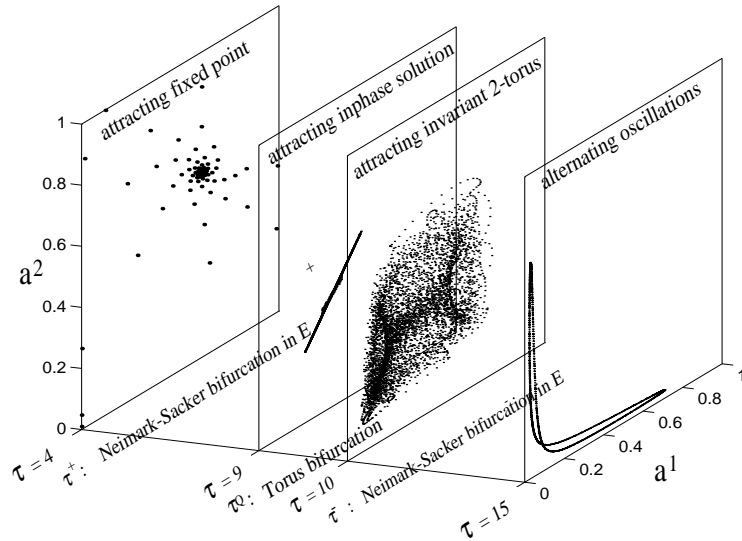 attracting fixed point
attracting inphase solution
attracting invariant 2-torus
alternating oscillations
1
0.8
0.6
a²
0.4
0.2
0
τ = 4
τ⁺ : Neimark-Sacker bifurcation in E
τ = 9
τ^Q : Torus bifurcation
τ = 10
τ⁻ : Neimark-Sacker bifurcation in E
τ = 15
0
0.2
0.4
0.6
0.8
1
a¹